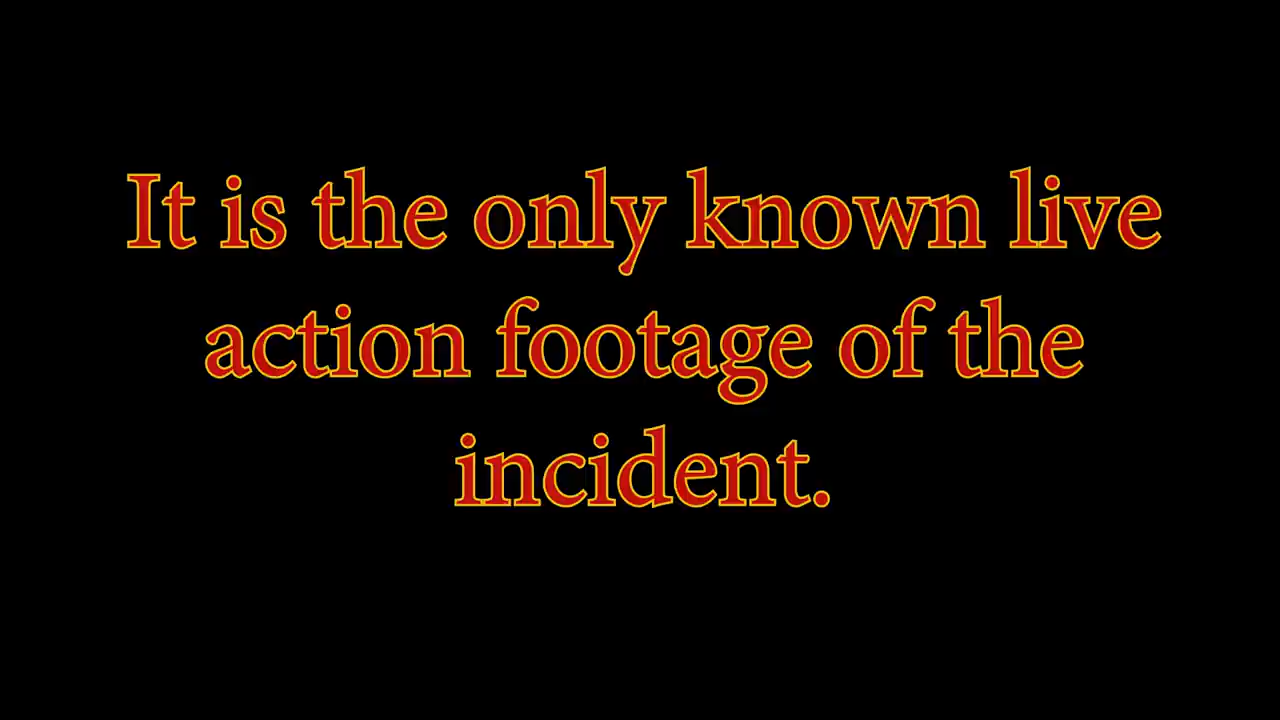 It is the only known live
action footage of the
incident.